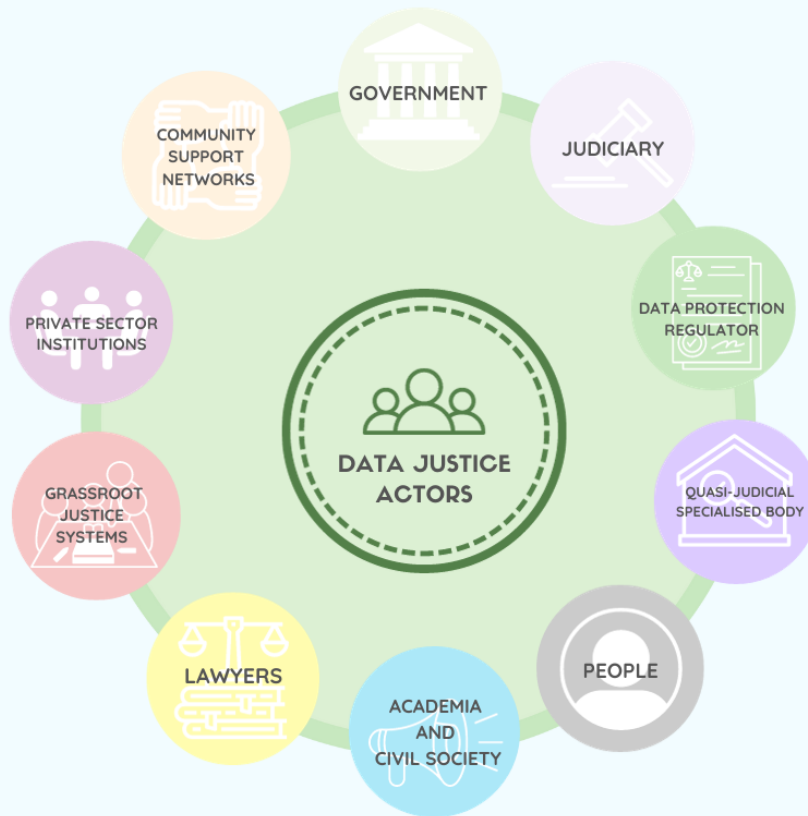 GOVERNMENT
JUDICIARY
DATA PROTECTION
REGULATOR
QUASI-JUDICIAL
SPECIALISED BODY
PEOPLE
ACADEMIA
AND
CIVIL SOCIETY
LAWYERS
GRASSROOT
JUSTICE
SYSTEMS
PRIVATE SECTOR
INSTITUTIONS
COMMUNITY
SUPPORT
NETWORKS
DATA JUSTICE
ACTORS